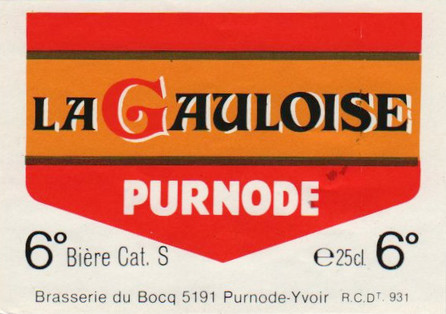 LA GAULOISE
PURNODE
6° Bière Cat. S ℮25cl. 6°
Brasserie du Bocq 5191 Purnode-Yvoir R.C.Dᵀ. 931